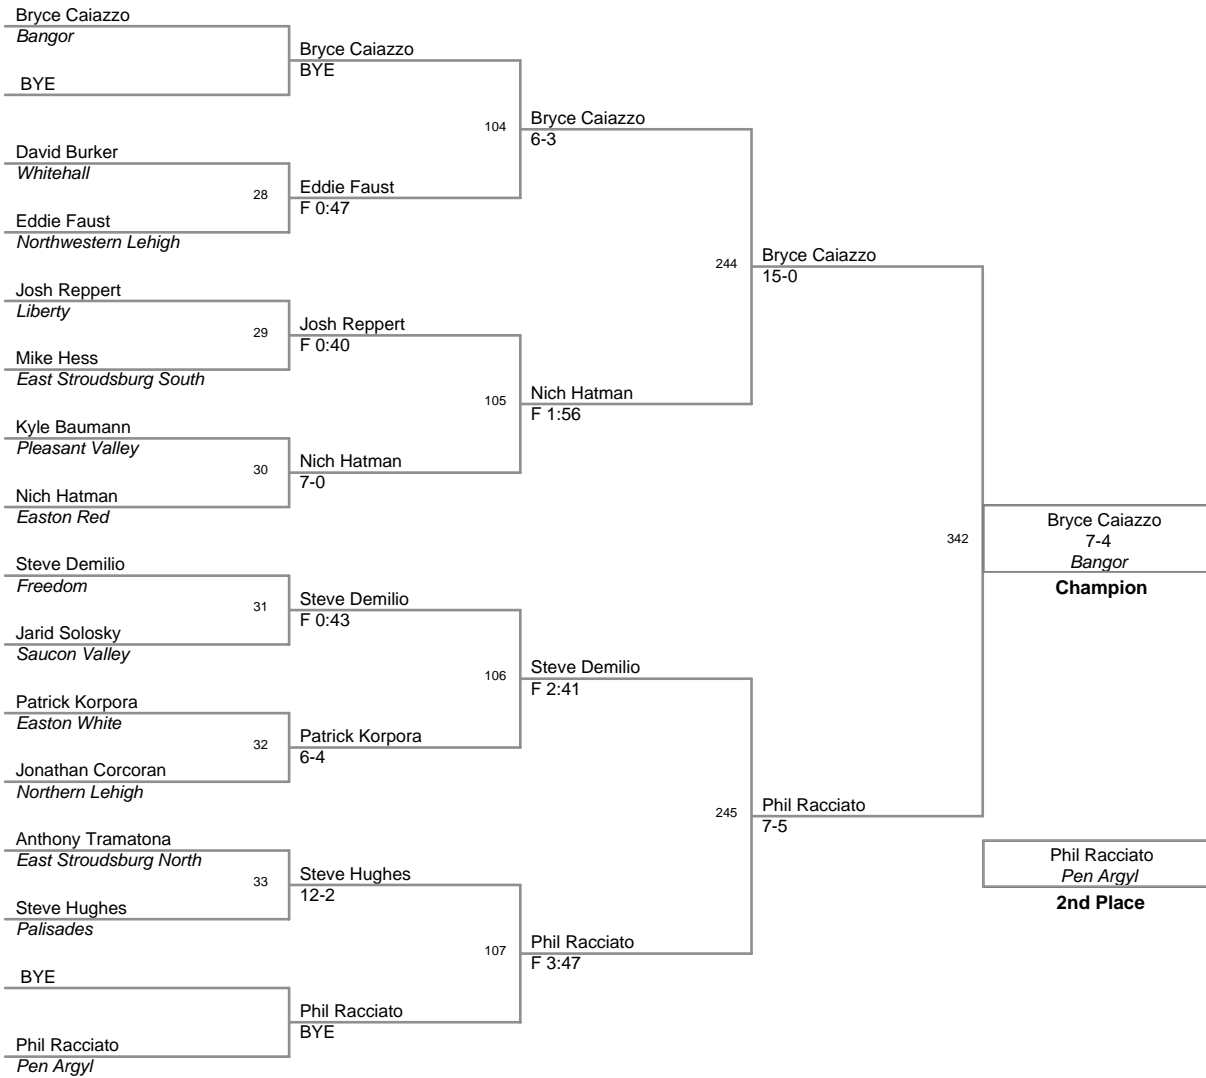 Bryce Caiazzo
Bangor
BYE
David Burker
Whitehall
Eddie Faust
Northwestern Lehigh
Josh Reppert
Liberty
Mike Hess
East Stroudsburg South
Kyle Baumann
Pleasant Valley
Nich Hatman
Easton Red
Steve Demilio
Freedom
Jarid Solosky
Saucon Valley
Patrick Korpora
Easton White
Jonathan Corcoran
Northern Lehigh
Anthony Tramatona
East Stroudsburg North
Steve Hughes
Palisades
BYE
Phil Racciato
Pen Argyl
28
29
30
31
32
33
Bryce Caiazzo
BYE
Eddie Faust
F 0:47
Josh Reppert
F 0:40
Nich Hatman
7-0
Steve Demilio
F 0:43
Patrick Korpora
6-4
Steve Hughes
12-2
Phil Racciato
BYE
104
105
106
107
Bryce Caiazzo
6-3
Nich Hatman
F 1:56
Steve Demilio
F 2:41
Phil Racciato
F 3:47
244
245
Bryce Caiazzo
15-0
Phil Racciato
7-5
342
Bryce Caiazzo
7-4
Bangor
Champion
Phil Racciato
Pen Argyl
2nd Place